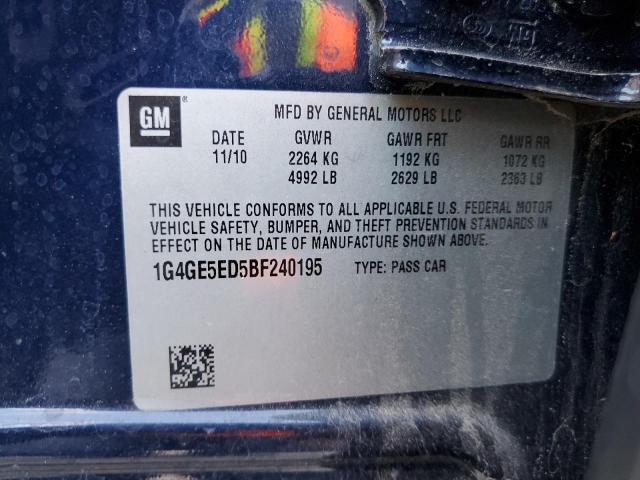 GM
MFD BY GENERAL MOTORS LLC
DATE GVWR GAWR FRT GAWR RR
11/10 2264 KG 1192 KG 1072 KG
4992 LB 2629 LB 2363 LB
THIS VEHICLE CONFORMS TO ALL APPLICABLE U.S. FEDERAL MOTOR
VEHICLE SAFETY, BUMPER, AND THEFT PREVENTION STANDARDS IN
EFFECT ON THE DATE OF MANUFACTURE SHOWN ABOVE.
1G4GE5ED5BF240195 TYPE: PASS CAR